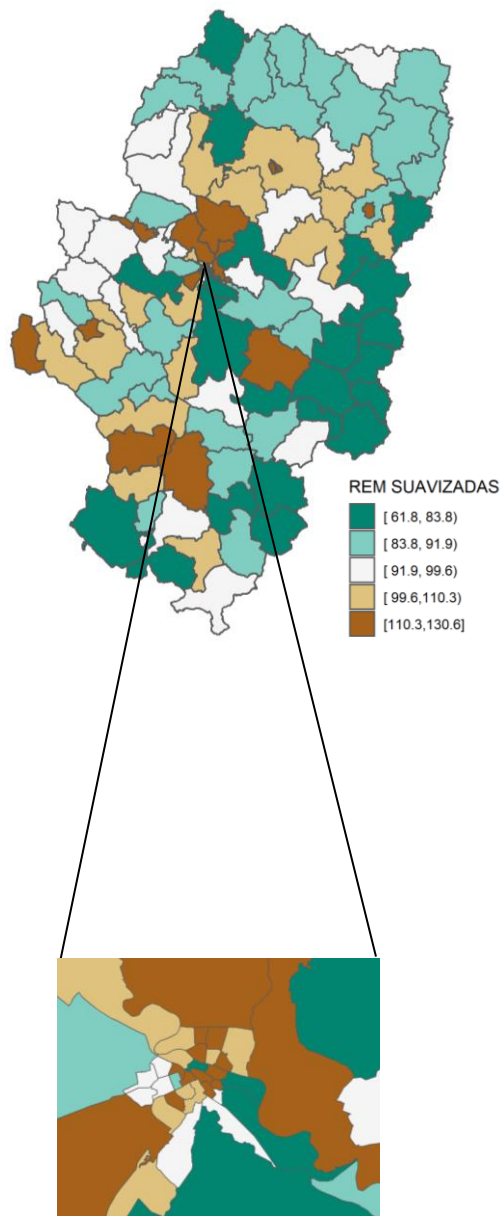 REM SUAVIZADAS
[ 61.8, 83.8)
[ 83.8, 91.9)
[ 91.9, 99.6)
[ 99.6,110.3)
[110.3,130.6]